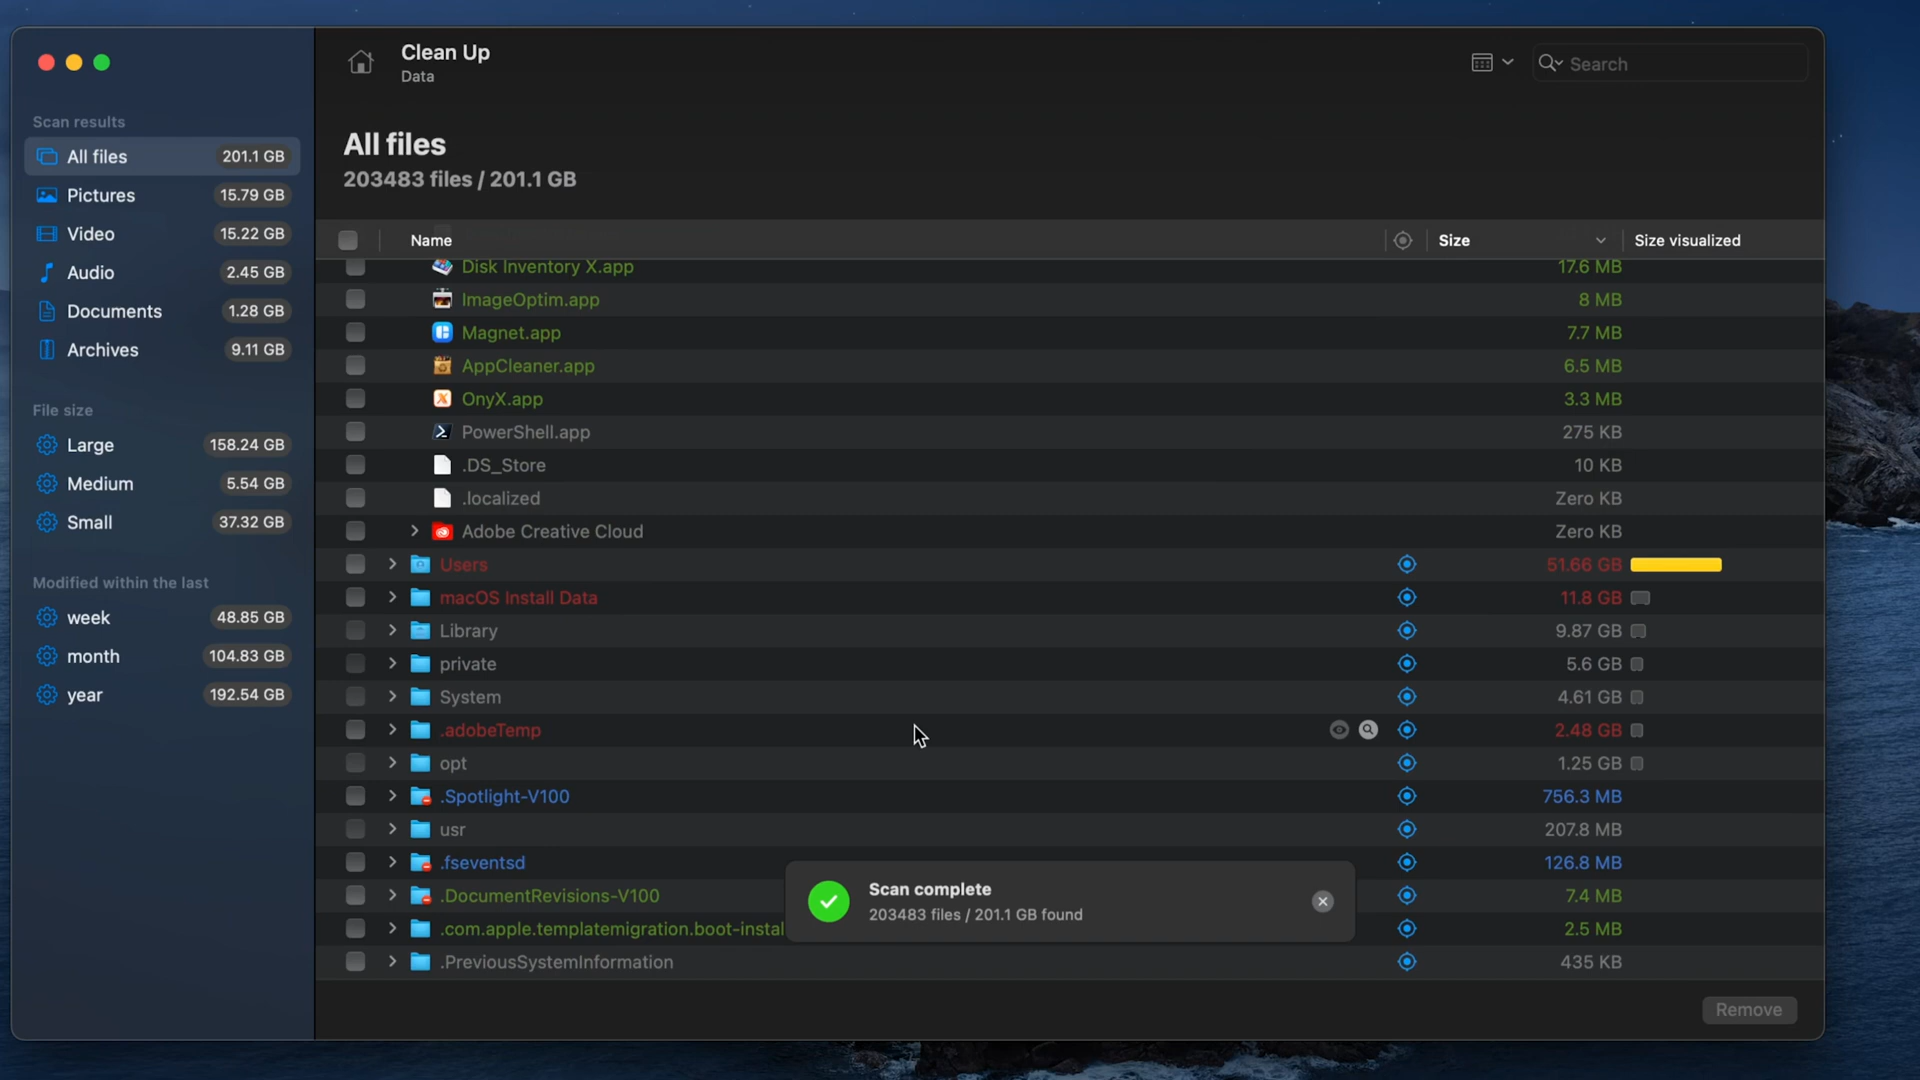 Clean Up
Data
Search
Scan results
All files 201.1 GB
Pictures 15.79 GB
Video 15.22 GB
Audio 2.45 GB
Documents 1.28 GB
Archives 9.11 GB
File size
Large 158.24 GB
Medium 5.54 GB
Small 37.32 GB
Modified within the last
week 48.85 GB
month 104.83 GB
year 192.54 GB
All files
203483 files / 201.1 GB
Name Size Size visualized
Disk Inventory X.app 17.6 MB
ImageOptim.app 8 MB
Magnet.app 7.7 MB
AppCleaner.app 6.5 MB
OnyX.app 3.3 MB
PowerShell.app 275 KB
.DS_Store 10 KB
.localized Zero KB
Adobe Creative Cloud Zero KB
Users 51.66 GB
macOS Install Data 11.8 GB
Library 9.87 GB
private 5.6 GB
System 4.61 GB
.adobeTemp 2.48 GB
opt 1.25 GB
.Spotlight-V100 756.3 MB
usr 207.8 MB
.fseventsd 126.8 MB
.DocumentRevisions-V100 7.4 MB
.com.apple.templatemigration.boot-instal 2.5 MB
.PreviousSystemInformation 435 KB
Scan complete
203483 files / 201.1 GB found
Remove